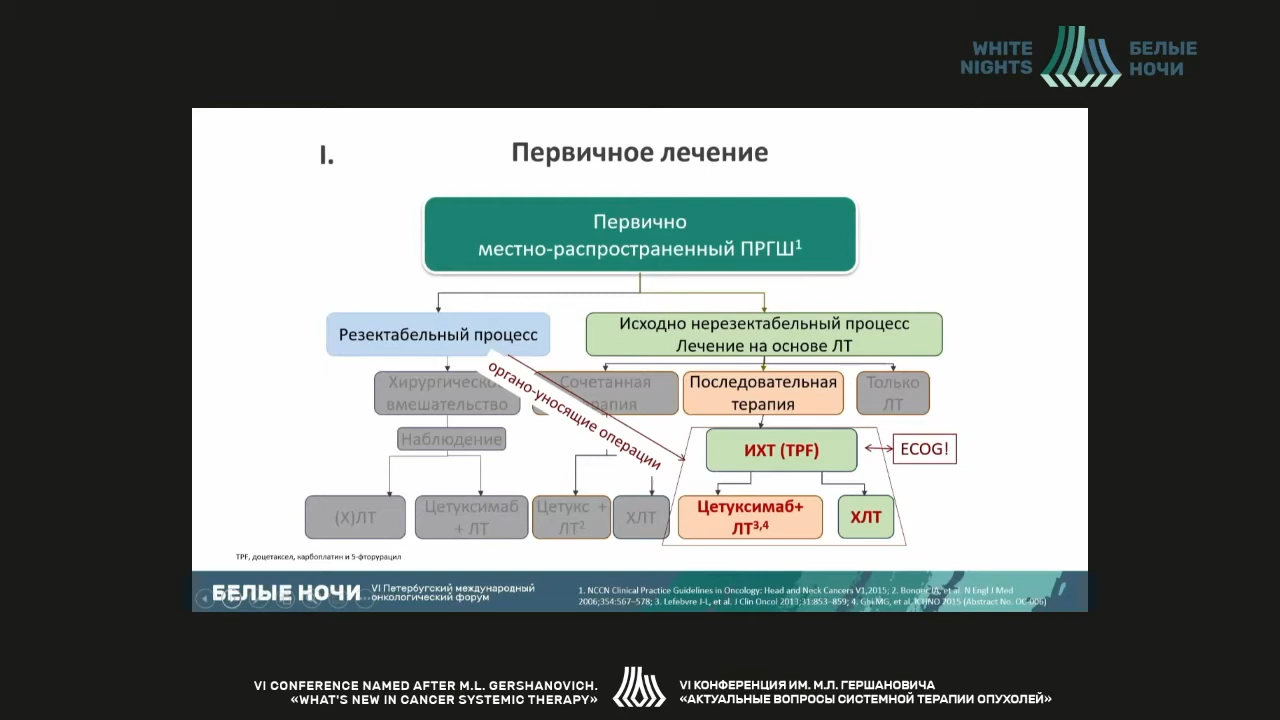 WHITE
NIGHTS
БЕЛЫЕ
НОЧИ
I.
Первичное лечение
Первично
местно-распространенный ПРГШ¹
Резектабельный процесс
Исходно нерезектабельный процесс
Лечение на основе ЛТ
Хирургическо
вмешательство
Сочетанная
рапия
Последовательная
терапия
Только
ЛТ
органо-уносящие операции
Наблюдение
ИХТ (TPF)
ECOG!
(Х)ЛТ
Цетуксимаб
+ ЛТ
Цетукс +
ЛТ²
ХЛТ
Цетуксимаб+
ЛТ³,⁴
ХЛТ
TPF, доцетаксел, карбоплатин и 5-фторурацил
БЕЛЫЕ НОЧИ
VI Петербугский международный
онкологический форум
1. NCCN Clinical Practice Guidelines in Oncology: Head and Neck Cancers V1,2015; 2. Bonner JA, et al. N Engl J Med
2006;354:567–578; 3. Lefebvre J-L, et al. J Clin Oncol 2013;31:853–859; 4. Ghi MG, et al. ICHNO 2015 (Abstract No. OC-006)
VI CONFERENCE NAMED AFTER M.L. GERSHANOVICH.
«WHAT'S NEW IN CANCER SYSTEMIC THERAPY»
VI КОНФЕРЕНЦИЯ ИМ. М.Л. ГЕРШАНОВИЧА
«АКТУАЛЬНЫЕ ВОПРОСЫ СИСТЕМНОЙ ТЕРАПИИ ОПУХОЛЕЙ»